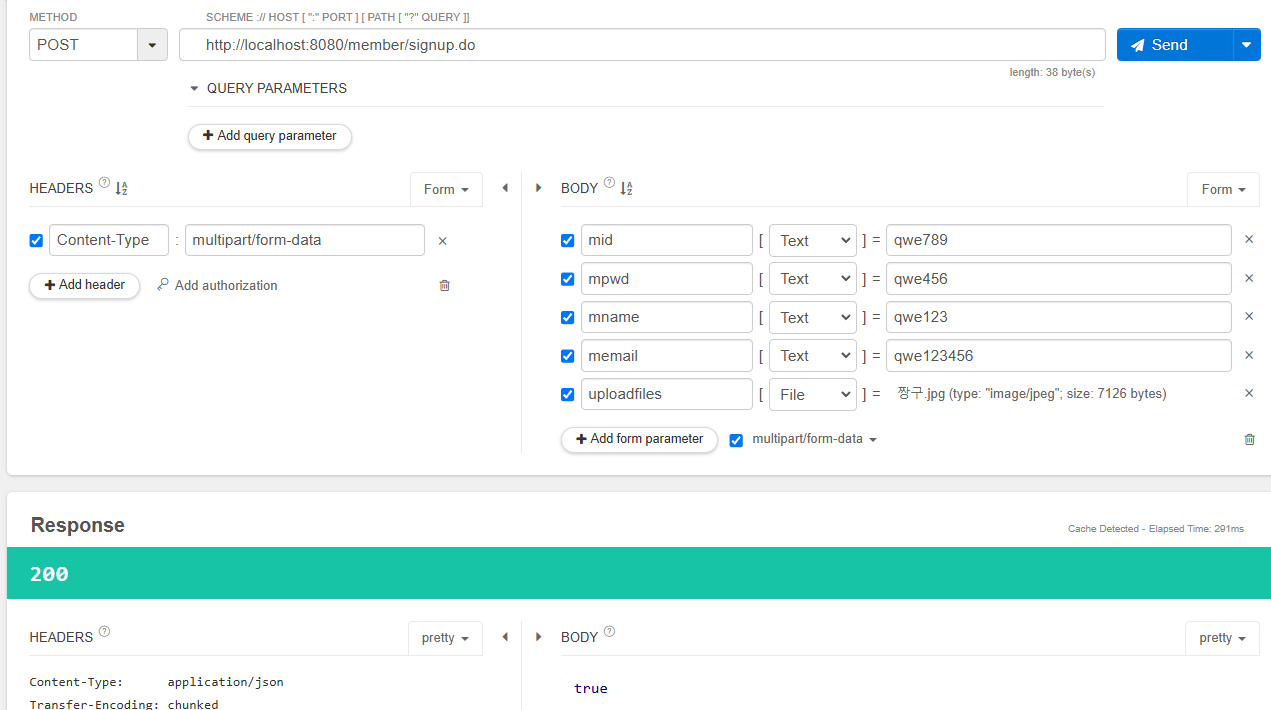 METHOD SCHEME :// HOST [ ":" PORT ] [ PATH [ "?" QUERY ]]
POST http://localhost:8080/member/signup.do Send
length: 38 byte(s)
QUERY PARAMETERS
+ Add query parameter
HEADERS ? Form BODY ? Form
Content-Type : multipart/form-data × mid [ Text ] = qwe789 ×
+ Add header Add authorization mpwd [ Text ] = qwe456 ×
mname [ Text ] = qwe123 ×
memail [ Text ] = qwe123456 ×
uploadfiles [ File ] = 짱구.jpg (type: "image/jpeg"; size: 7126 bytes) ×
+ Add form parameter multipart/form-data
Response
Cache Detected - Elapsed Time: 291ms
200
HEADERS ? pretty BODY ? pretty
Content-Type: application/json true
Transfer-Encoding: chunked